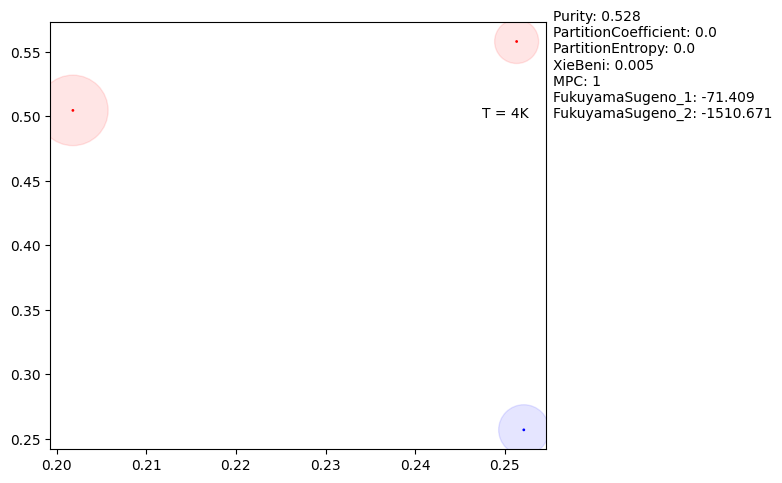 Purity: 0.528
PartitionCoefficient: 0.0
PartitionEntropy: 0.0
XieBeni: 0.005
MPC: 1
FukuyamaSugeno_1: -71.409
FukuyamaSugeno_2: -1510.671
T = 4K
0.55
0.50
0.45
0.40
0.35
0.30
0.25
0.20 0.21 0.22 0.23 0.24 0.25